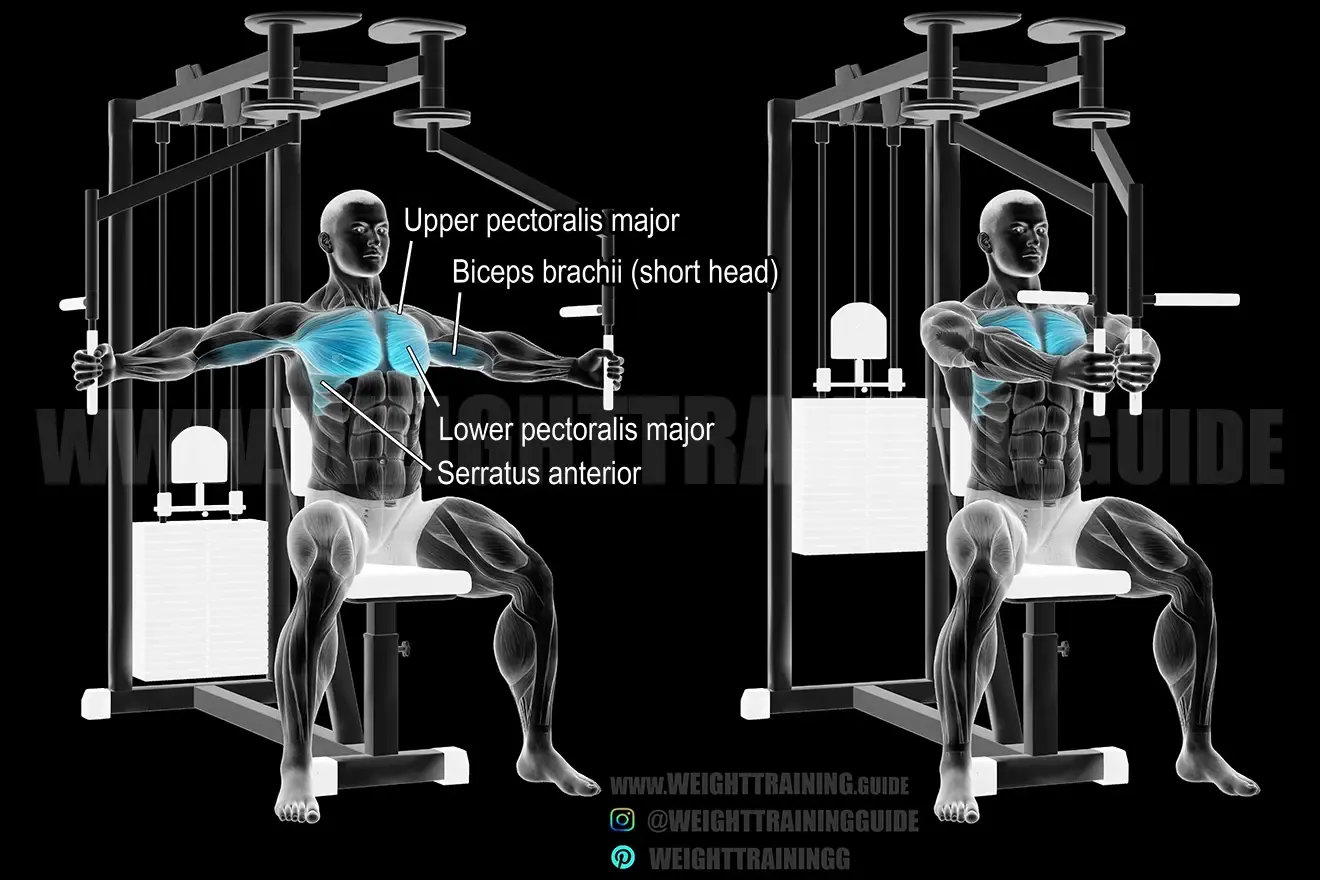 Upper pectoralis major
Biceps brachii (short head)
Lower pectoralis major
Serratus anterior
WWW.WEIGHTTRAINING.GUIDE
WWW.WEIGHTTRAINING.GUIDE
@WEIGHTTRAININGGUIDE
WEIGHTTRAININGG